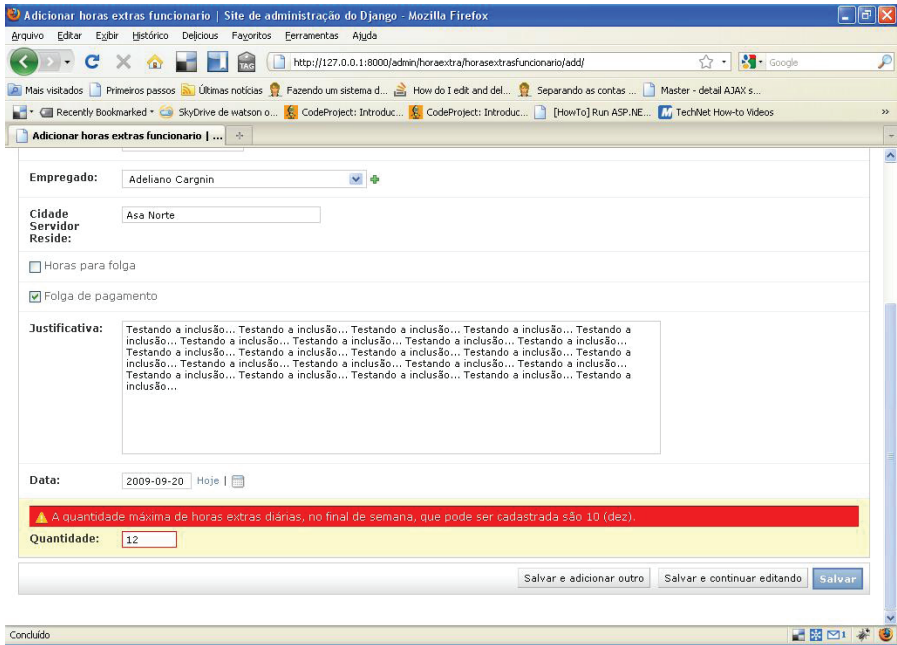 Adicionar horas extras funcionario | Site de administração do Django - Mozilla Firefox
Arquivo Editar Exibir Histórico Delicious Favoritos Ferramentas Ajuda
TAG http://127.0.0.1:8000/admin/horaextra/horasextrasfuncionario/add/ Google
Mais visitados Primeiros passos Últimas notícias Fazendo um sistema d... How do I edit and del... Separando as contas ... Master - detail AJAX s...
Recently Bookmarked SkyDrive de watson o... CodeProject: Introduc... CodeProject: Introduc... [HowTo] Run ASP.NE... TechNet How-to Videos »
Adicionar horas extras funcionario | ...
Empregado: Adeliano Cargnin
Cidade Asa Norte
Servidor
Reside:
Horas para folga
Folga de pagamento
Justificativa: Testando a inclusão... Testando a inclusão... Testando a inclusão... Testando a inclusão... Testando a
inclusão... Testando a inclusão... Testando a inclusão... Testando a inclusão... Testando a inclusão...
Testando a inclusão... Testando a inclusão... Testando a inclusão... Testando a inclusão... Testando a
inclusão... Testando a inclusão... Testando a inclusão... Testando a inclusão... Testando a inclusão...
Testando a inclusão... Testando a inclusão... Testando a inclusão... Testando a inclusão... Testando a
inclusão...
Data: 2009-09-20 Hoje |
A quantidade máxima de horas extras diárias, no final de semana, que pode ser cadastrada são 10 (dez).
Quantidade: 12
Salvar e adicionar outro Salvar e continuar editando Salvar
Concluído 1